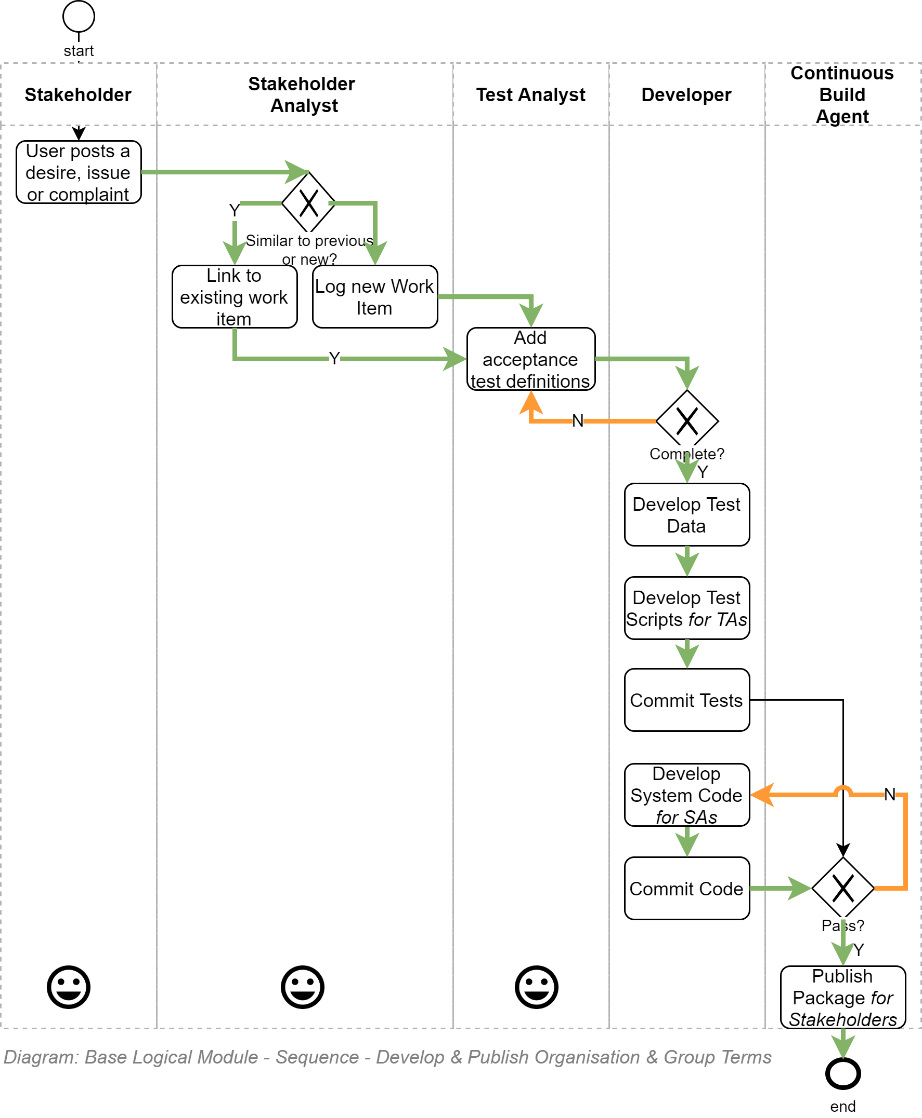 start
Stakeholder
Stakeholder
Analyst
Test Analyst
Developer
Continuous
Build
Agent
User posts a
desire, issue
or complaint
Y
Similar to previous
or new?
Link to
existing work
item
Log new Work
Item
Y
Add
acceptance
test definitions
N
Complete?
Y
Develop Test
Data
Develop Test
Scripts for TAs
Commit Tests
Develop
System Code
for SAs
N
Commit Code
Pass?
Y
Publish
Package for
Stakeholders
Diagram: Base Logical Module - Sequence - Develop & Publish Organisation & Group Terms
end